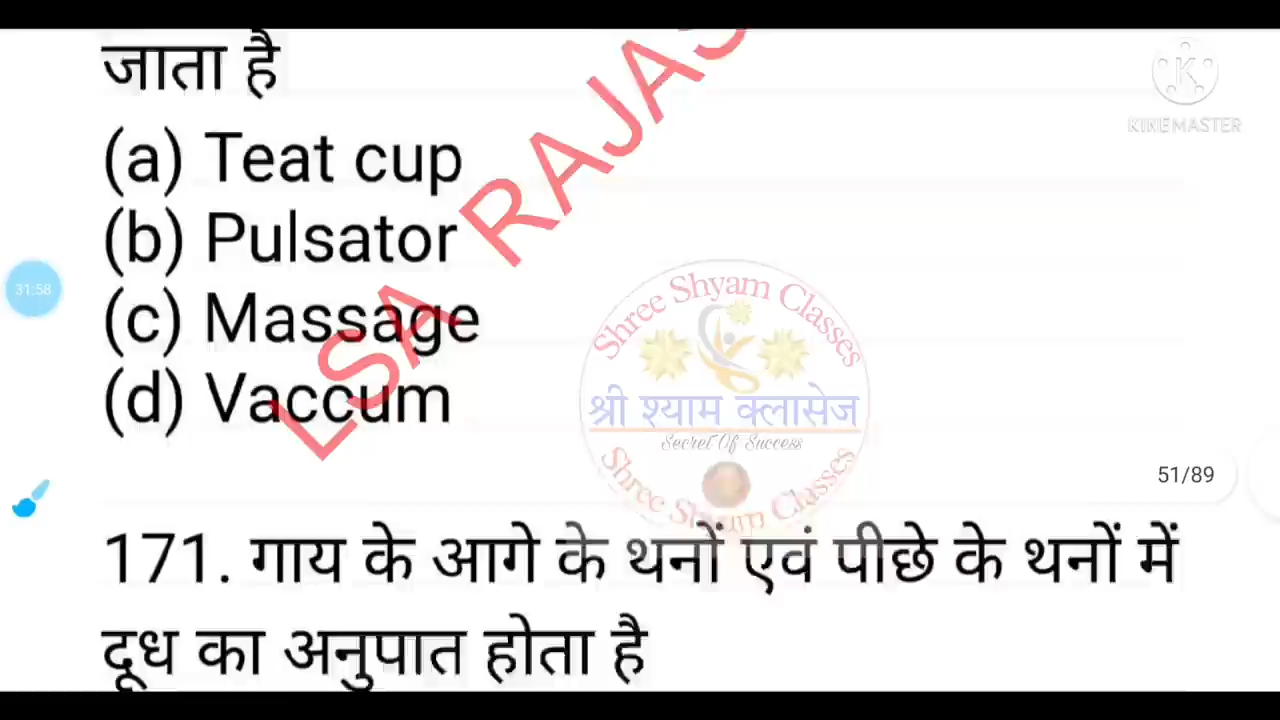 जाता है
(a) Teat cup
(b) Pulsator
(c) Massage
(d) Vaccum
LSA RAJAS
KINEMASTER
31:58
Shree Shyam Classes
श्री श्याम क्लासेज
Secret Of Success
Shree Shyam Classes
51/89
171. गाय के आगे के थनों एवं पीछे के थनों में
दूध का अनुपात होता है